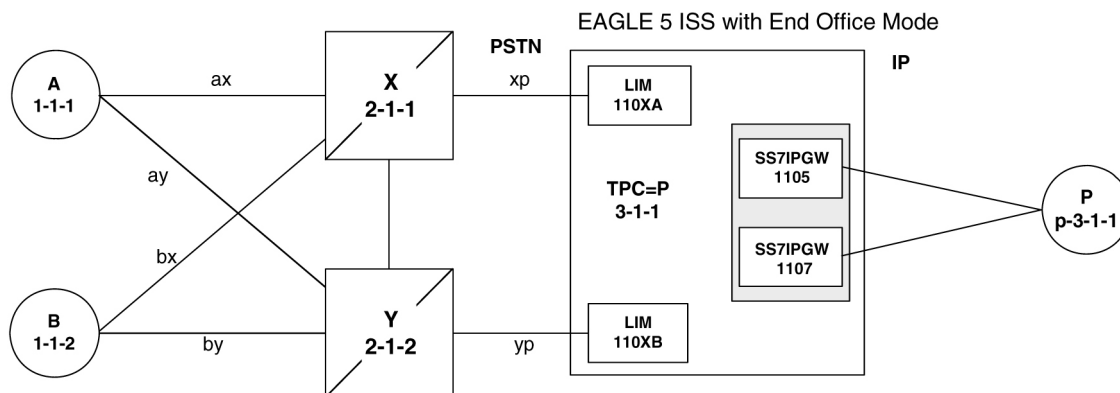 EAGLE 5 ISS with End Office Mode
PSTN
IP
A
1-1-1
ax
X
2-1-1
xp
LIM
110XA
SS7IPGW
1105
ay
TPC=P
3-1-1
P
p-3-1-1
bx
SS7IPGW
1107
B
1-1-2
by
Y
2-1-2
yp
LIM
110XB